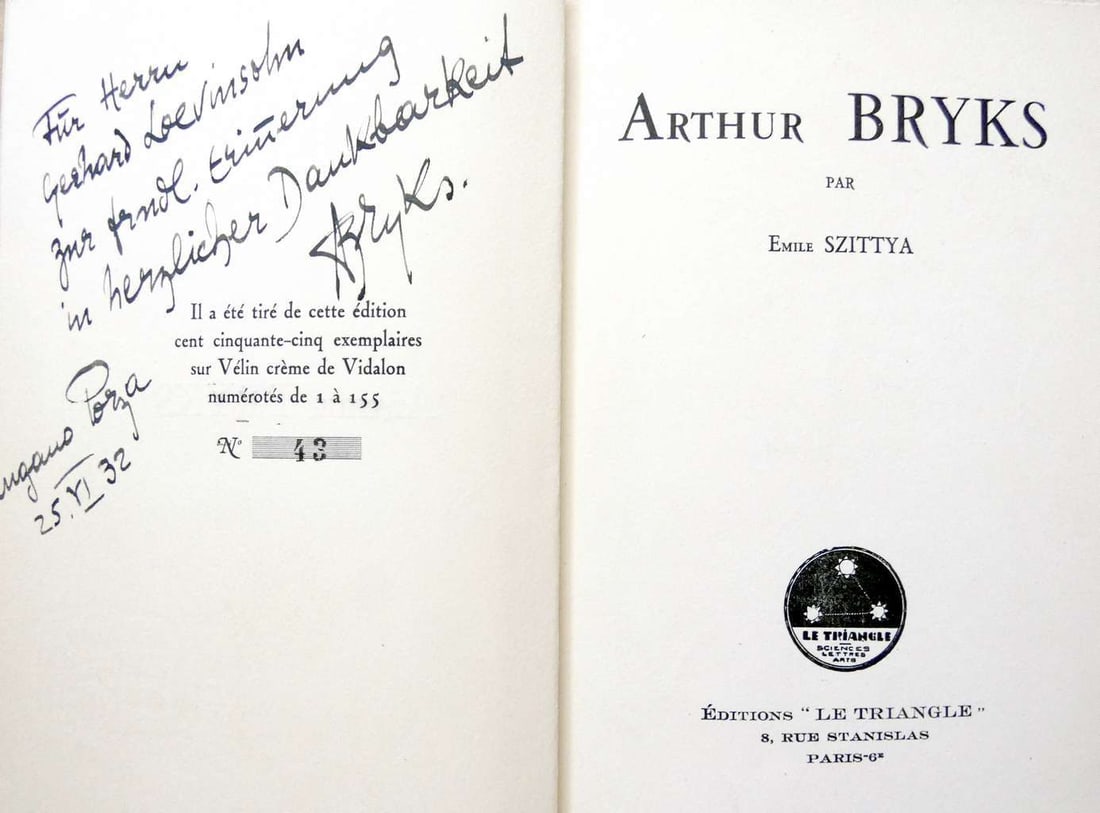 Für Herrn
Gerhard Loevinsohn
zur frndl. Erinnerung
in herzlicher Dankbarkeit
Bryks.
Il a été tiré de cette édition
cent cinquante-cinq exemplaires
sur Vélin crème de Vidalon
numérotés de 1 à 155
No 43
Porza
25. VI 32
ARTHUR BRYKS
PAR
EMILE SZITTYA
LE TRIANGLE
SCIENCES
LETTRES
ARTS
ÉDITIONS “ LE TRIANGLE ”
8, RUE STANISLAS
PARIS-6E